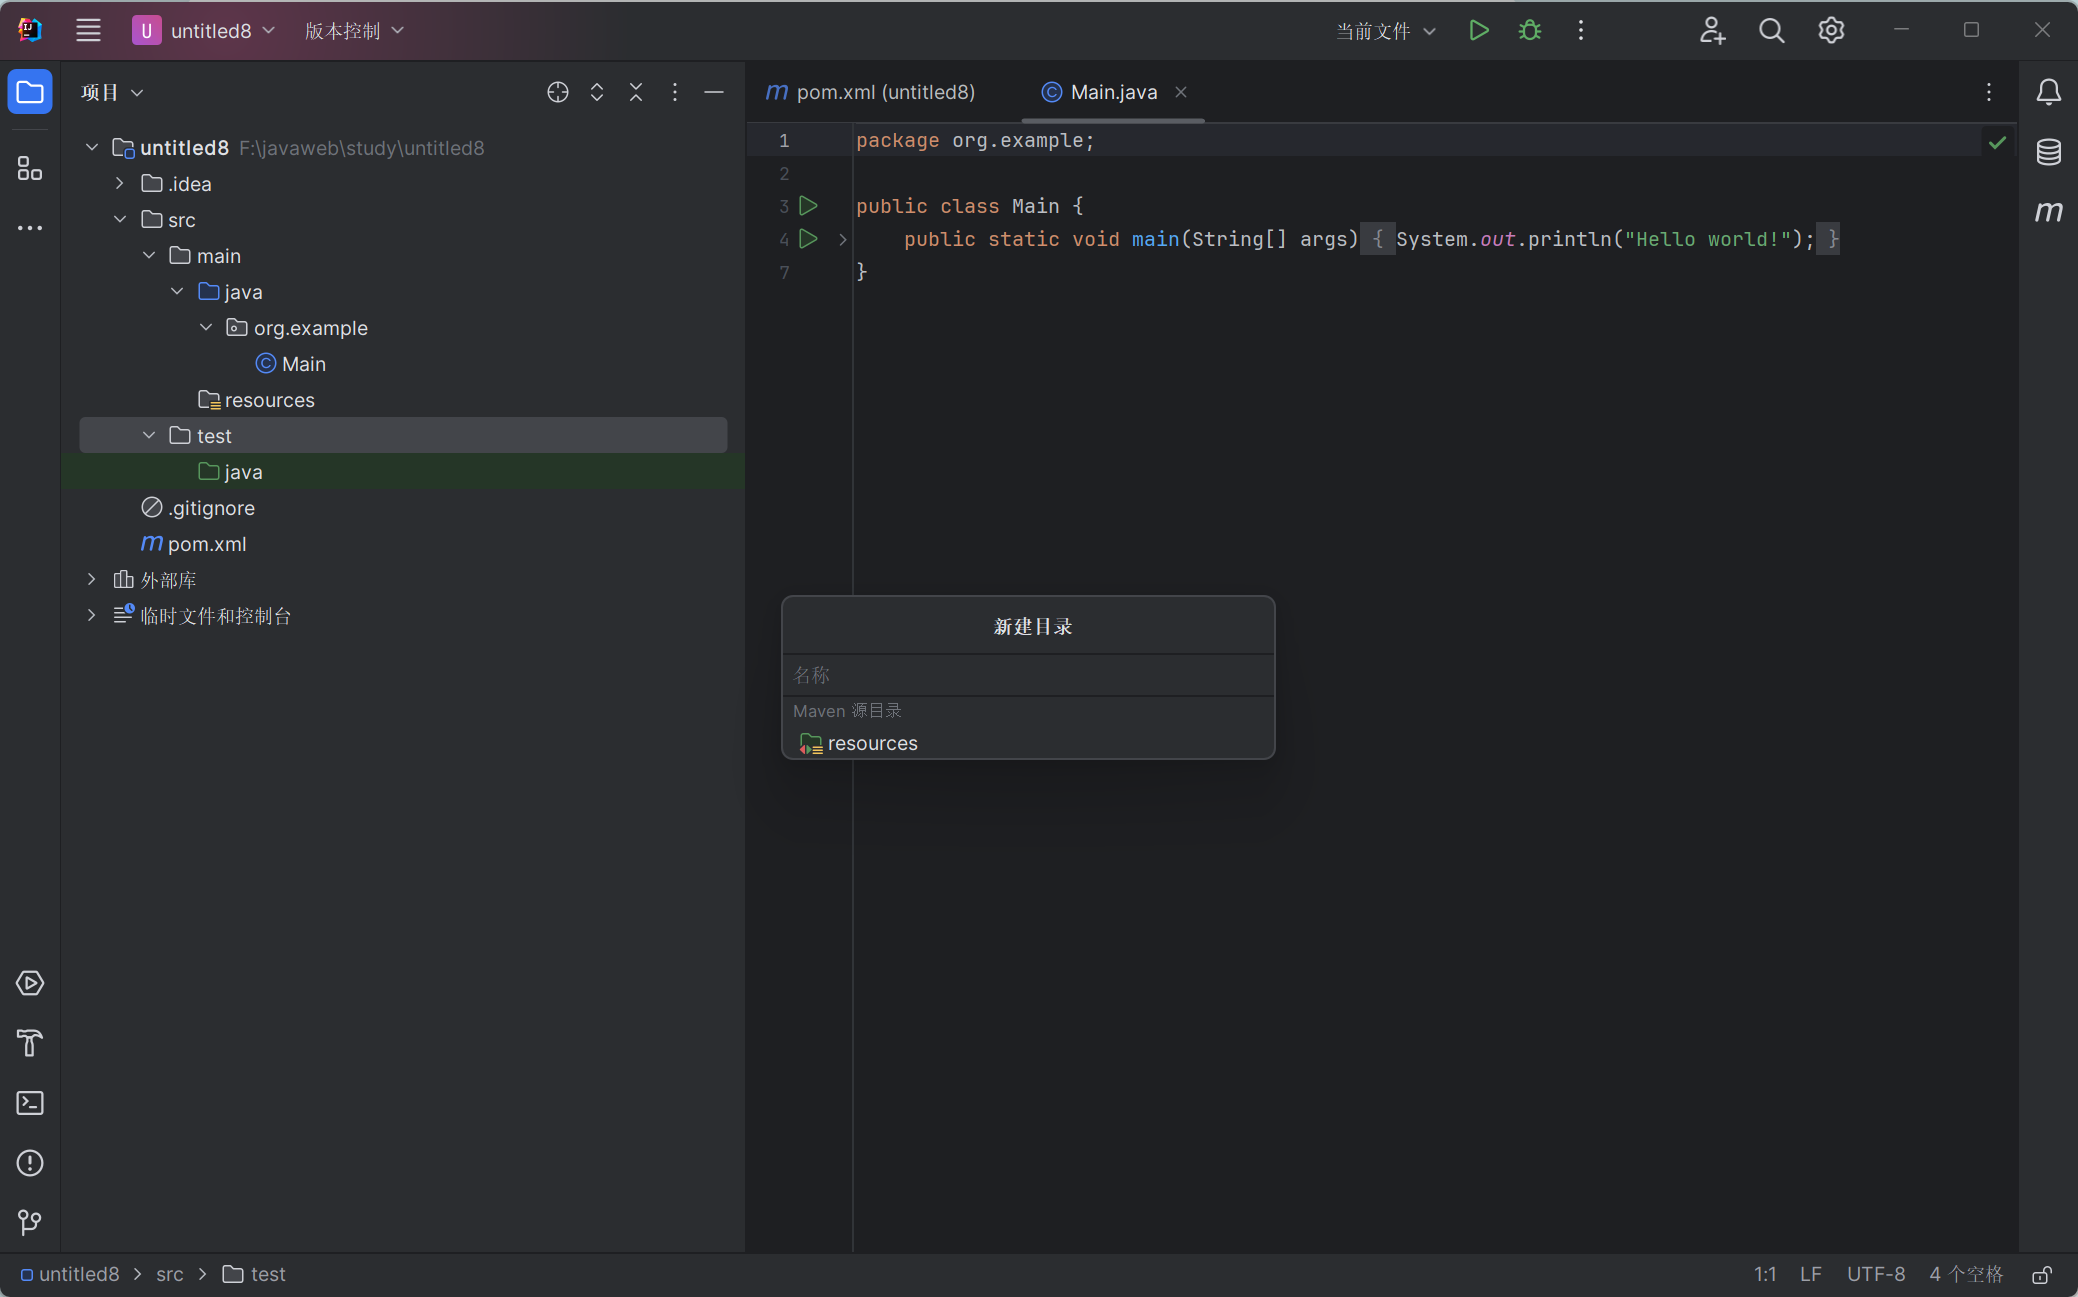 U untitled8 版本控制 当前文件
项目
untitled8 F:\javaweb\study\untitled8
.idea
src
main
java
org.example
Main
resources
test
java
.gitignore
pom.xml
外部库
临时文件和控制台
pom.xml (untitled8) Main.java
1 package org.example;
2
3 public class Main {
4 public static void main(String[] args) { System.out.println("Hello world!"); }
7 }
新建目录
名称
Maven 源目录
resources
untitled8 > src > test 1:1 LF UTF-8 4 个空格